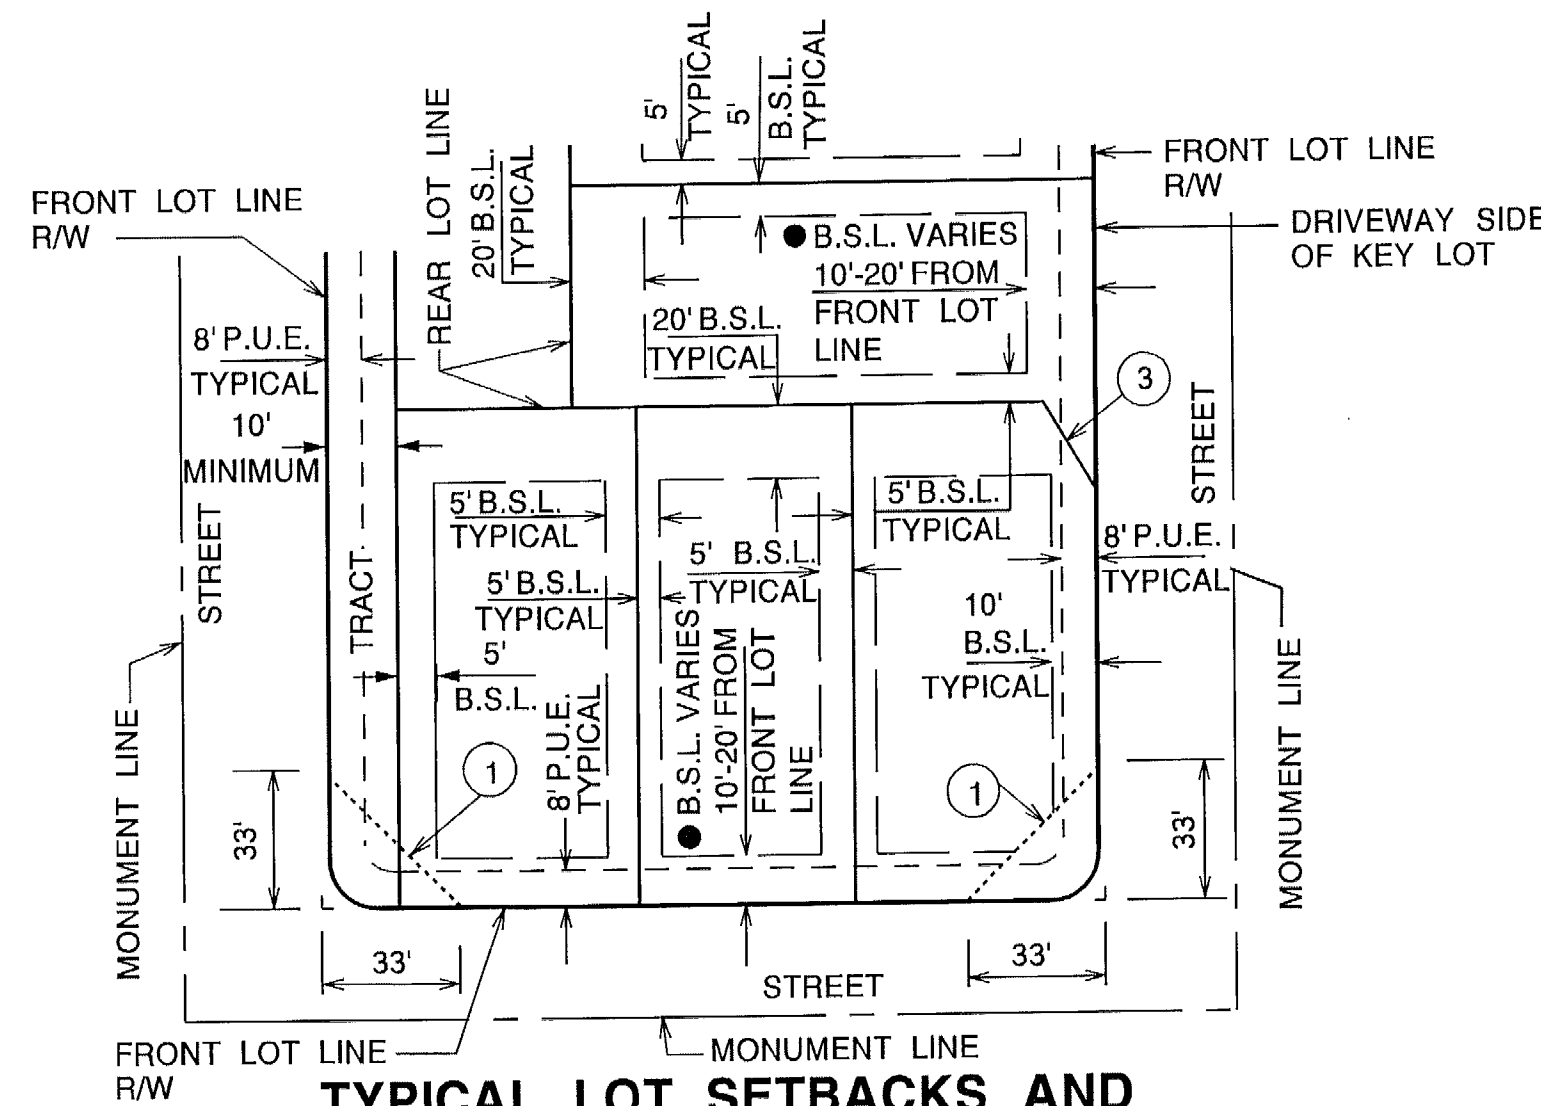 5'
TYPICAL
5'
B.S.L.
TYPICAL
REAR LOT LINE
20' B.S.L.
TYPICAL
FRONT LOT LINE
R/W
FRONT LOT LINE
R/W
DRIVEWAY SIDE
OF KEY LOT
B.S.L. VARIES
10'-20' FROM
FRONT LOT
LINE
20' B.S.L.
TYPICAL
8' P.U.E.
TYPICAL
10'
MINIMUM
3
STREET
STREET
TRACT
5' B.S.L.
TYPICAL
5' B.S.L.
TYPICAL
5' B.S.L.
TYPICAL
5' B.S.L.
TYPICAL
8' P.U.E.
TYPICAL
5'
B.S.L.
10'
B.S.L.
TYPICAL
B.S.L. VARIES
10'-20' FROM
FRONT LOT
LINE
8' P.U.E.
TYPICAL
1
1
MONUMENT LINE
MONUMENT LINE
33'
33'
33'
33'
STREET
FRONT LOT LINE
R/W
MONUMENT LINE
TYPICAL LOT SETBACKS AND